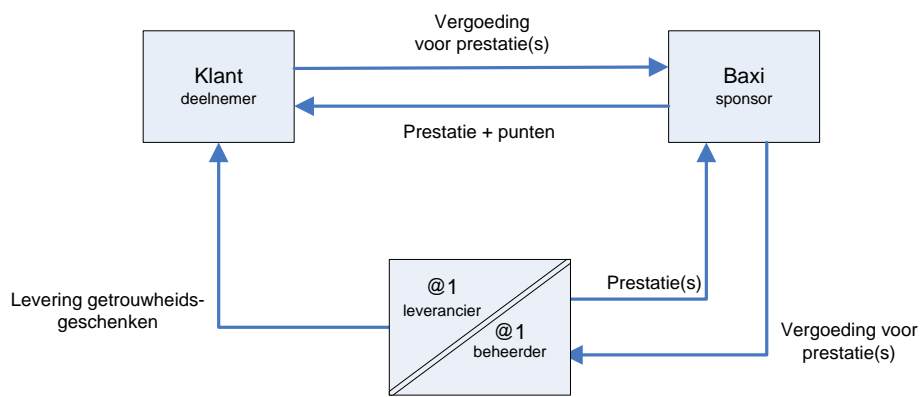 Vergoeding
voor prestatie(s)
Klant
deelnemer
Baxi
sponsor
Prestatie + punten
Levering getrouwheids-
geschenken
@1
leverancier
@1
beheerder
Prestatie(s)
Vergoeding voor
prestatie(s)